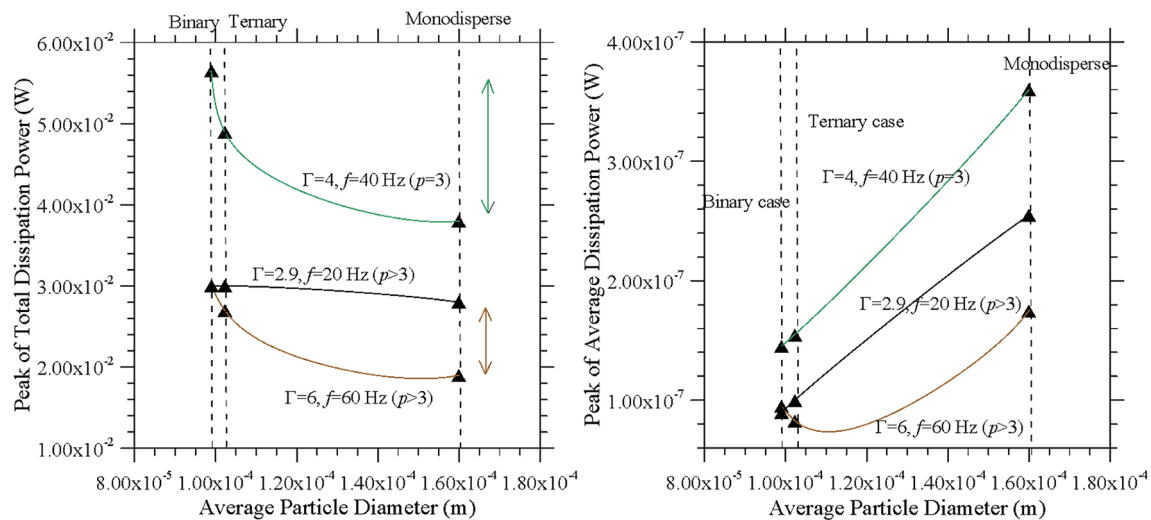 Binary Ternary Monodisperse
6.00x10-2
5.00x10-2
4.00x10-2
3.00x10-2
2.00x10-2
1.00x10-2
Peak of Total Dissipation Power (W)
Γ=4, f=40 Hz (p=3)
Γ=2.9, f=20 Hz (p>3)
Γ=6, f=60 Hz (p>3)
8.00x10-5 1.00x10-4 1.20x10-4 1.40x10-4 1.60x10-4 1.80x10-4
Average Particle Diameter (m)
4.00x10-7
3.00x10-7
2.00x10-7
1.00x10-7
Peak of Average Dissipation Power (W)
Monodisperse
Ternary case
Γ=4, f=40 Hz (p=3)
Binary case
Γ=2.9, f=20 Hz (p>3)
Γ=6, f=60 Hz (p>3)
8.00x10-5 1.00x10-4 1.20x10-4 1.40x10-4 1.60x10-4 1.80x10-4
Average Particle Diameter (m)